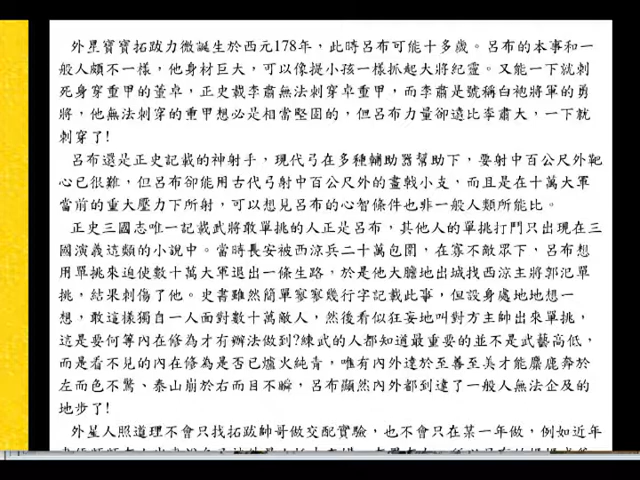 外星寶寶拓跋力微誕生於西元178年，此時呂布可能十多歲。呂布的本事和一
般人頗不一樣，他身材巨大，可以像提小孩一樣抓起大將紀靈。又能一下就刺
死身穿重甲的董卓，正史載李肅無法刺穿卓重甲，而李肅是號稱白袍將軍的勇
將，他無法刺穿的重甲想必是相當堅固的，但呂布力量卻遠比李肅大，一下就
刺穿了!
呂布還是正史記載的神射手，現代弓在多種輔助器幫助下，要射中百公尺外靶
心已很難，但呂布卻能用古代弓射中百公尺外的畫戟小支，而且是在十萬大軍
當前的重大壓力下所射，可以想見呂布的心智條件也非一般人類所能比。
正史三國志唯一記載武將敢單挑的人正是呂布，其他人的單挑打鬥只出現在三
國演義這類的小說中。當時長安被西涼兵二十萬包圍，在寡不敵眾下，呂布想
用單挑來迫使數十萬大軍退出一條生路，於是他大膽地出城找西涼主將郭汜單
挑，結果刺傷了他。史書雖然簡單寥寥幾行字記載此事，但設身處地地想一
想，敢這樣獨自一人面對數十萬敵人，然後看似狂妄地叫對方主帥出來單挑，
這是要何等內在修為才有辦法做到?練武的人都知道最重要的並不是武藝高低，
而是看不見的內在修為是否已爐火純青，唯有內外達於至善至美才能麋鹿奔於
左而色不驚、泰山崩於右而目不瞬，呂布顯然內外都到達了一般人無法企及的
地步了!
外星人照道理不會只找拓跋帥哥做交配實驗，也不會只在某一年做，例如近年